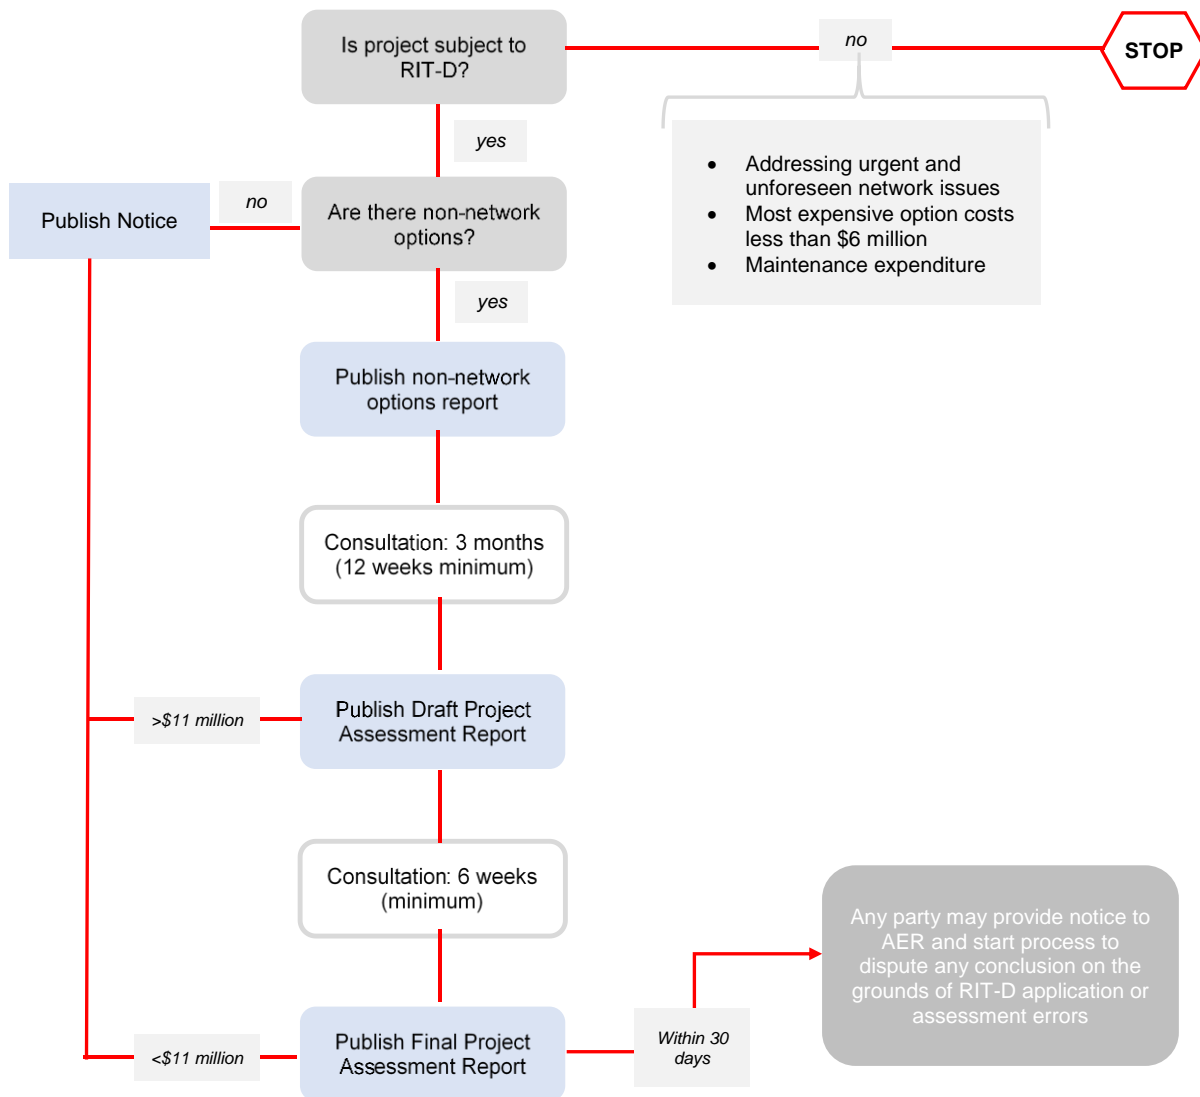 Is project subject to
RIT-D?
no
STOP
yes
• Addressing urgent and
unforeseen network issues
• Most expensive option costs
less than $6 million
• Maintenance expenditure
Publish Notice
no
Are there non-network
options?
yes
Publish non-network
options report
Consultation: 3 months
(12 weeks minimum)
>$11 million
Publish Draft Project
Assessment Report
Consultation: 6 weeks
(minimum)
Any party may provide notice to
AER and start process to
dispute any conclusion on the
grounds of RIT-D application or
assessment errors
<$11 million
Publish Final Project
Assessment Report
Within 30
days